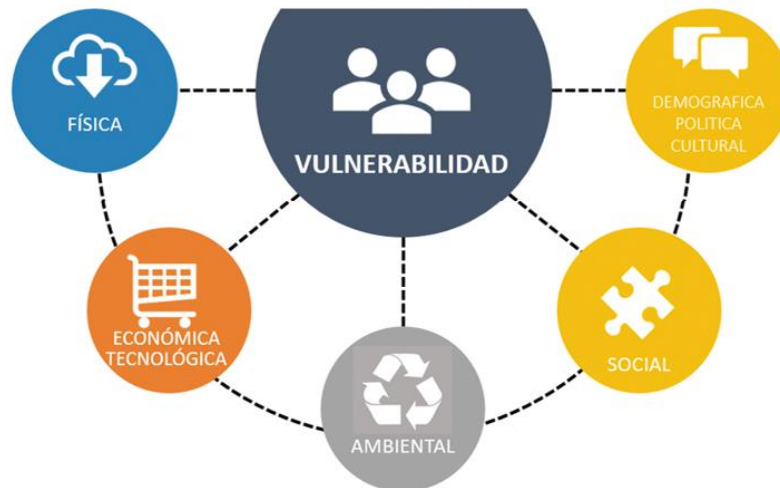 FÍSICA
VULNERABILIDAD
DEMOGRAFICA
POLITICA
CULTURAL
ECONÓMICA
TECNOLÓGICA
AMBIENTAL
SOCIAL